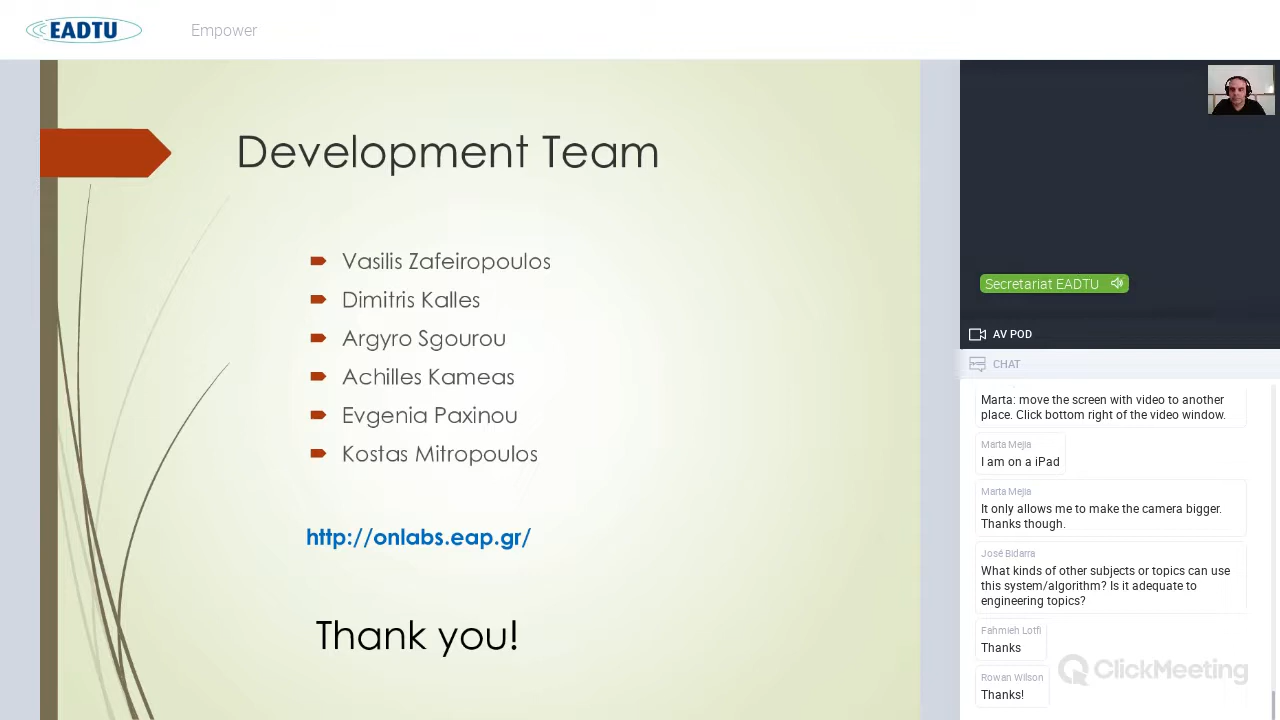 EADTU
Empower
Development Team
Vasilis Zafeiropoulos
Dimitris Kalles
Argyro Sgourou
Achilles Kameas
Evgenia Paxinou
Kostas Mitropoulos
http://onlabs.eap.gr/
Thank you!
Secretariat EADTU
AV POD
CHAT
Marta: move the screen with video to another
place. Click bottom right of the video window.
Marta Mejia
I am on a iPad
Marta Mejia
It only allows me to make the camera bigger.
Thanks though.
José Bidarra
What kinds of other subjects or topics can use
this system/algorithm? Is it adequate to
engineering topics?
Fahmieh Lotfi
Thanks
Rowan Wilson
Thanks!
ClickMeeting